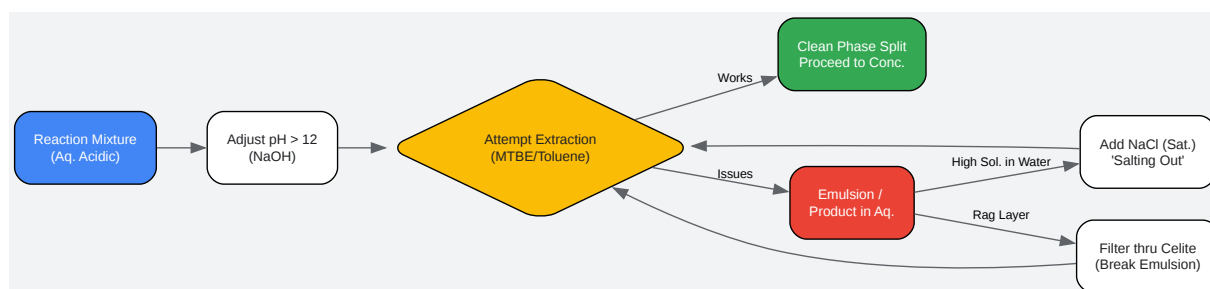 Reaction Mixture
(Aq. Acidic)
Adjust pH > 12
(NaOH)
Attempt Extraction
(MTBE/Toluene)
Works
Clean Phase Split
Proceed to Conc.
Issues
Emulsion /
Product in Aq.
High Sol. in Water
Add NaCl (Sat.)
'Salting Out'
Rag Layer
Filter thru Celite
(Break Emulsion)